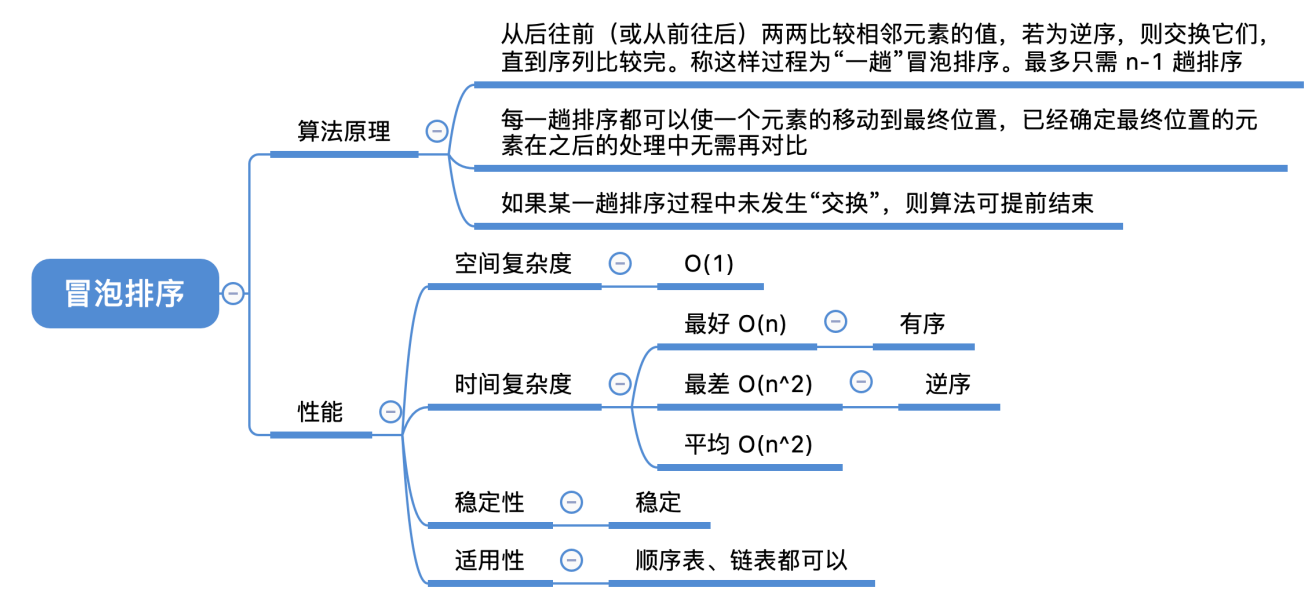 从后往前（或从前往后）两两比较相邻元素的值，若为逆序，则交换它们，
直到序列比较完。称这样过程为“一趟”冒泡排序。最多只需 n-1 趟排序
算法原理
每一趟排序都可以使一个元素的移动到最终位置，已经确定最终位置的元
素在之后的处理中无需再对比
如果某一趟排序过程中未发生“交换”，则算法可提前结束
冒泡排序
空间复杂度
O(1)
最好 O(n)
有序
时间复杂度
最差 O(n^2)
逆序
性能
平均 O(n^2)
稳定性
稳定
适用性
顺序表、链表都可以